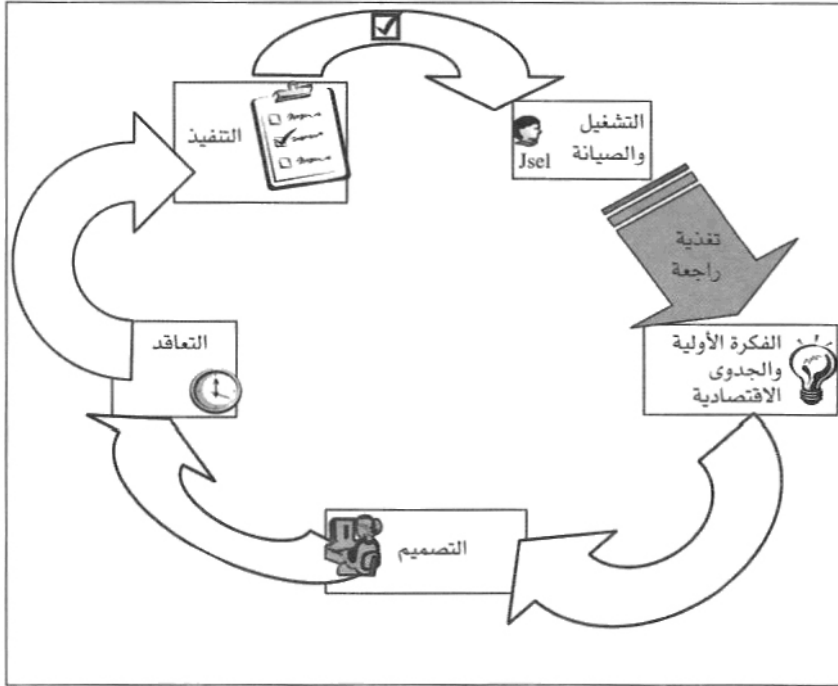 التنفيذ
التشغيل
والصيانة
Jsel
تغذية
راجعة
الفكرة الأولية
والجدوى
الاقتصادية
التصميم
التعاقد